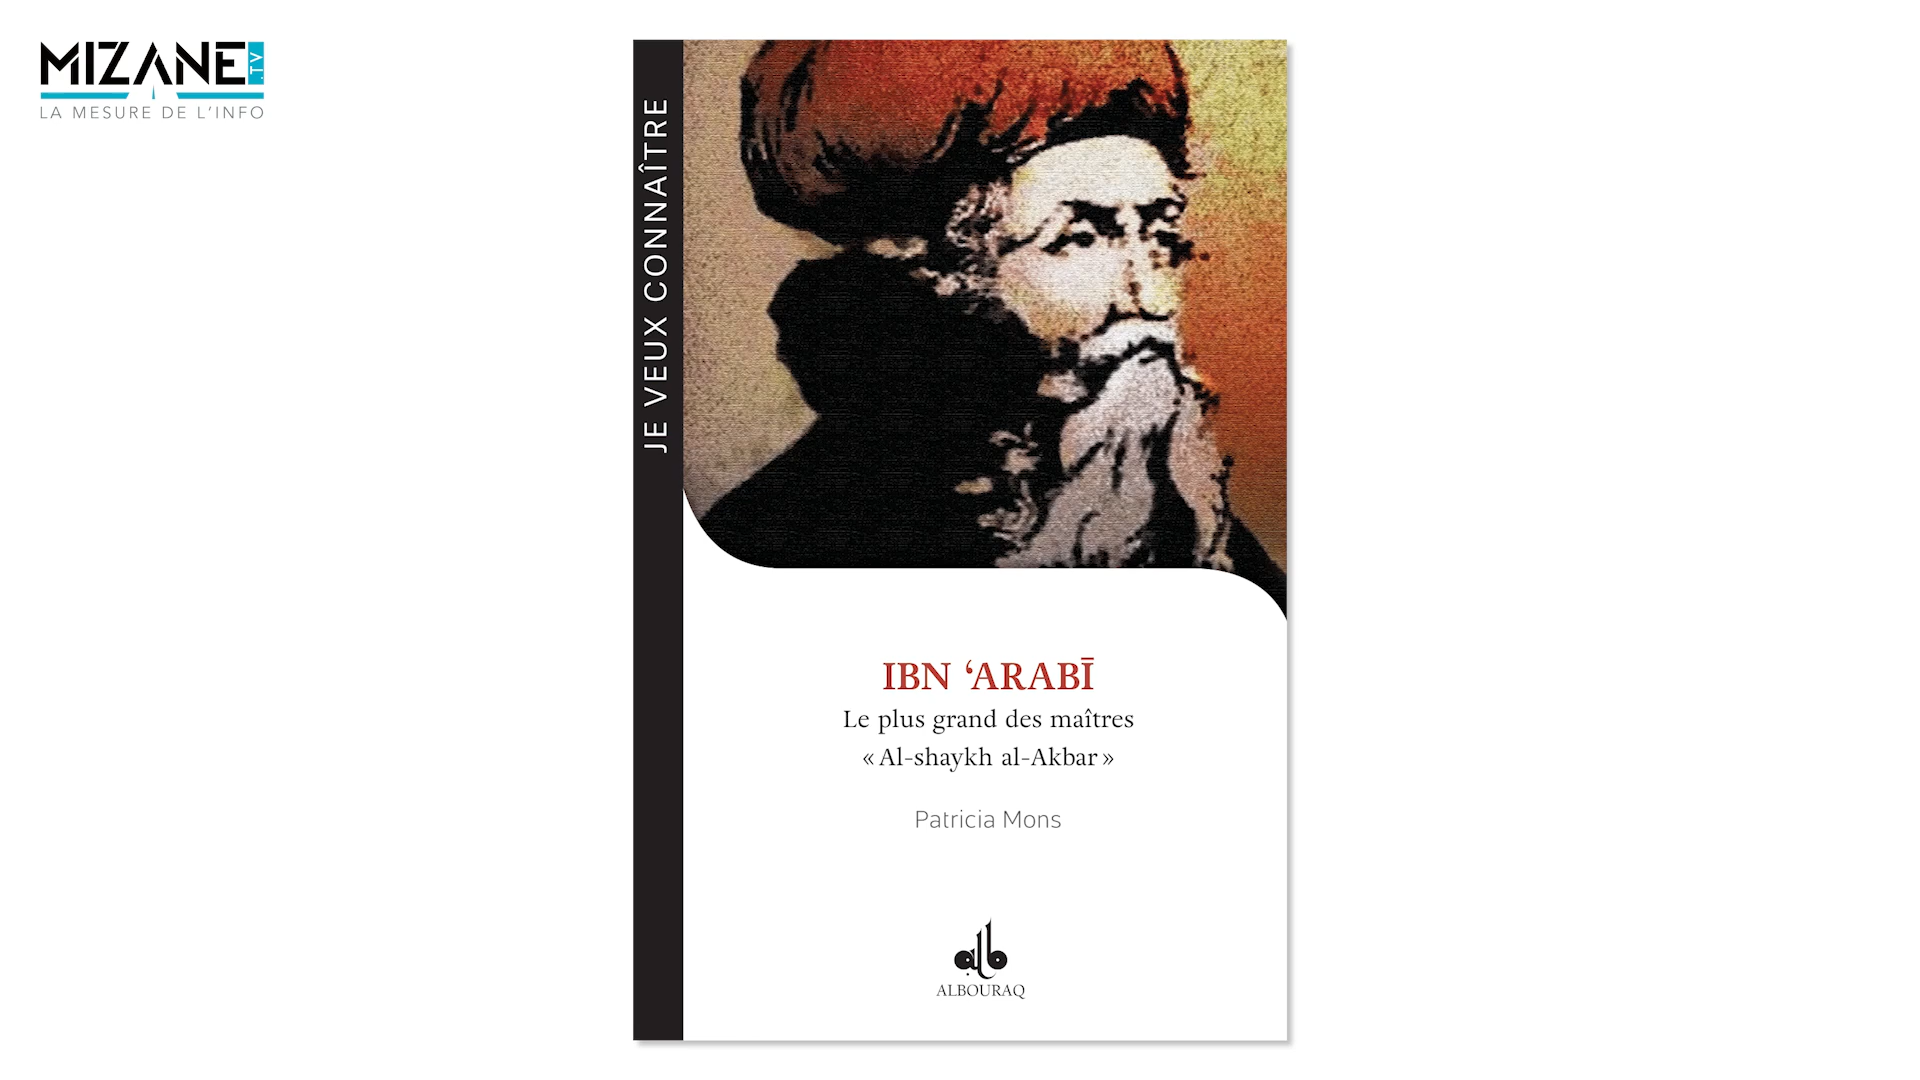 MIZANE.TV
LA MESURE DE L'INFO
JE VEUX CONNAÎTRE
IBN ‘ARABĪ
Le plus grand des maîtres
« Al-shaykh al-Akbar »
Patricia Mons
ALBOURAQ